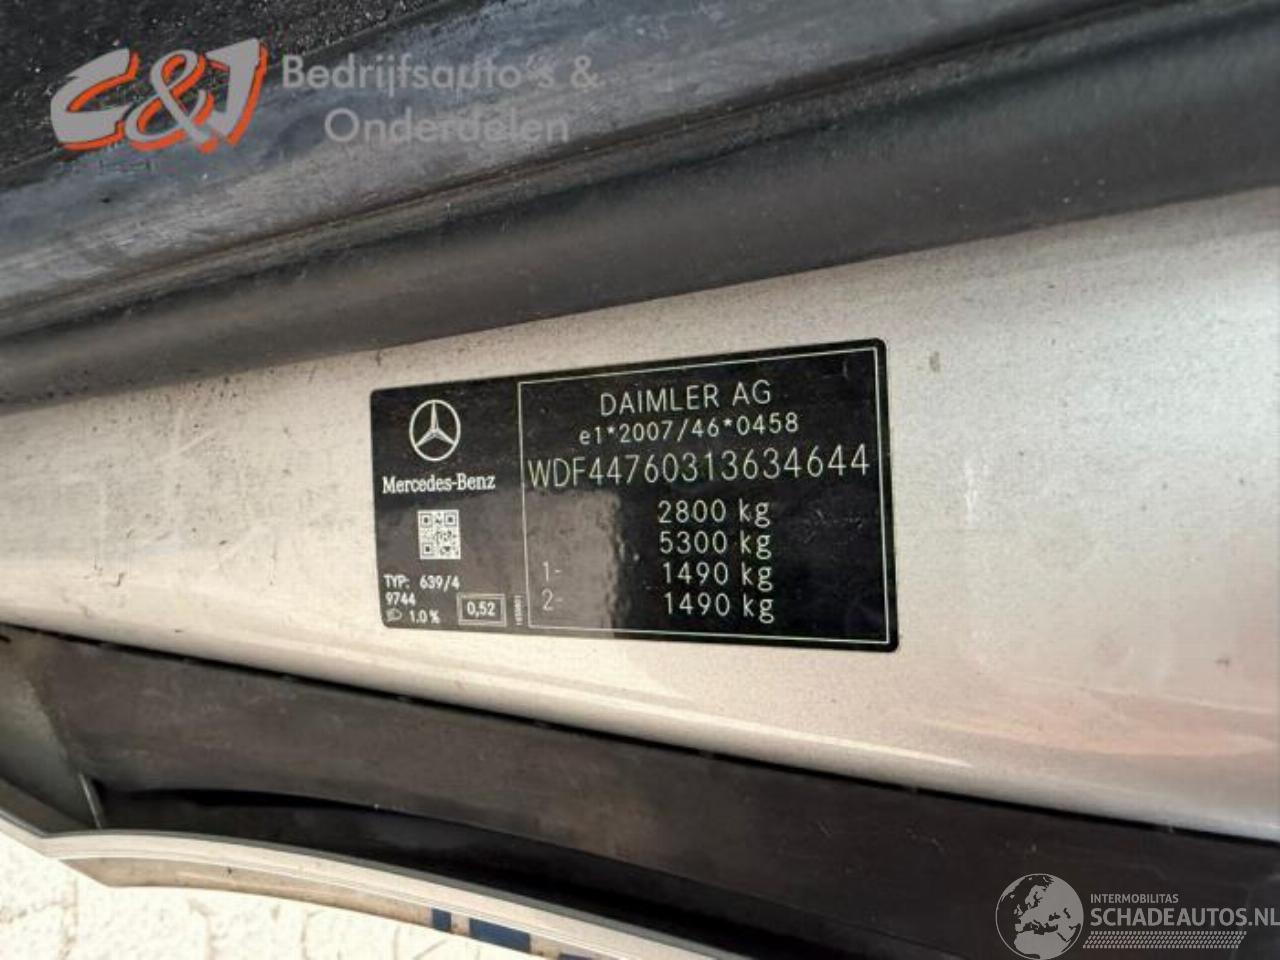 C&J Bedrijfsauto's &
Onderdelen
DAIMLER AG
e1*2007/46*0458
WDF44760313634644
2800 kg
5300 kg
1- 1490 kg
2- 1490 kg
Mercedes-Benz
TYP: 639/4
9744
1.0% 0,52
INTERMOBILITAS
SCHADEAUTOS.NL